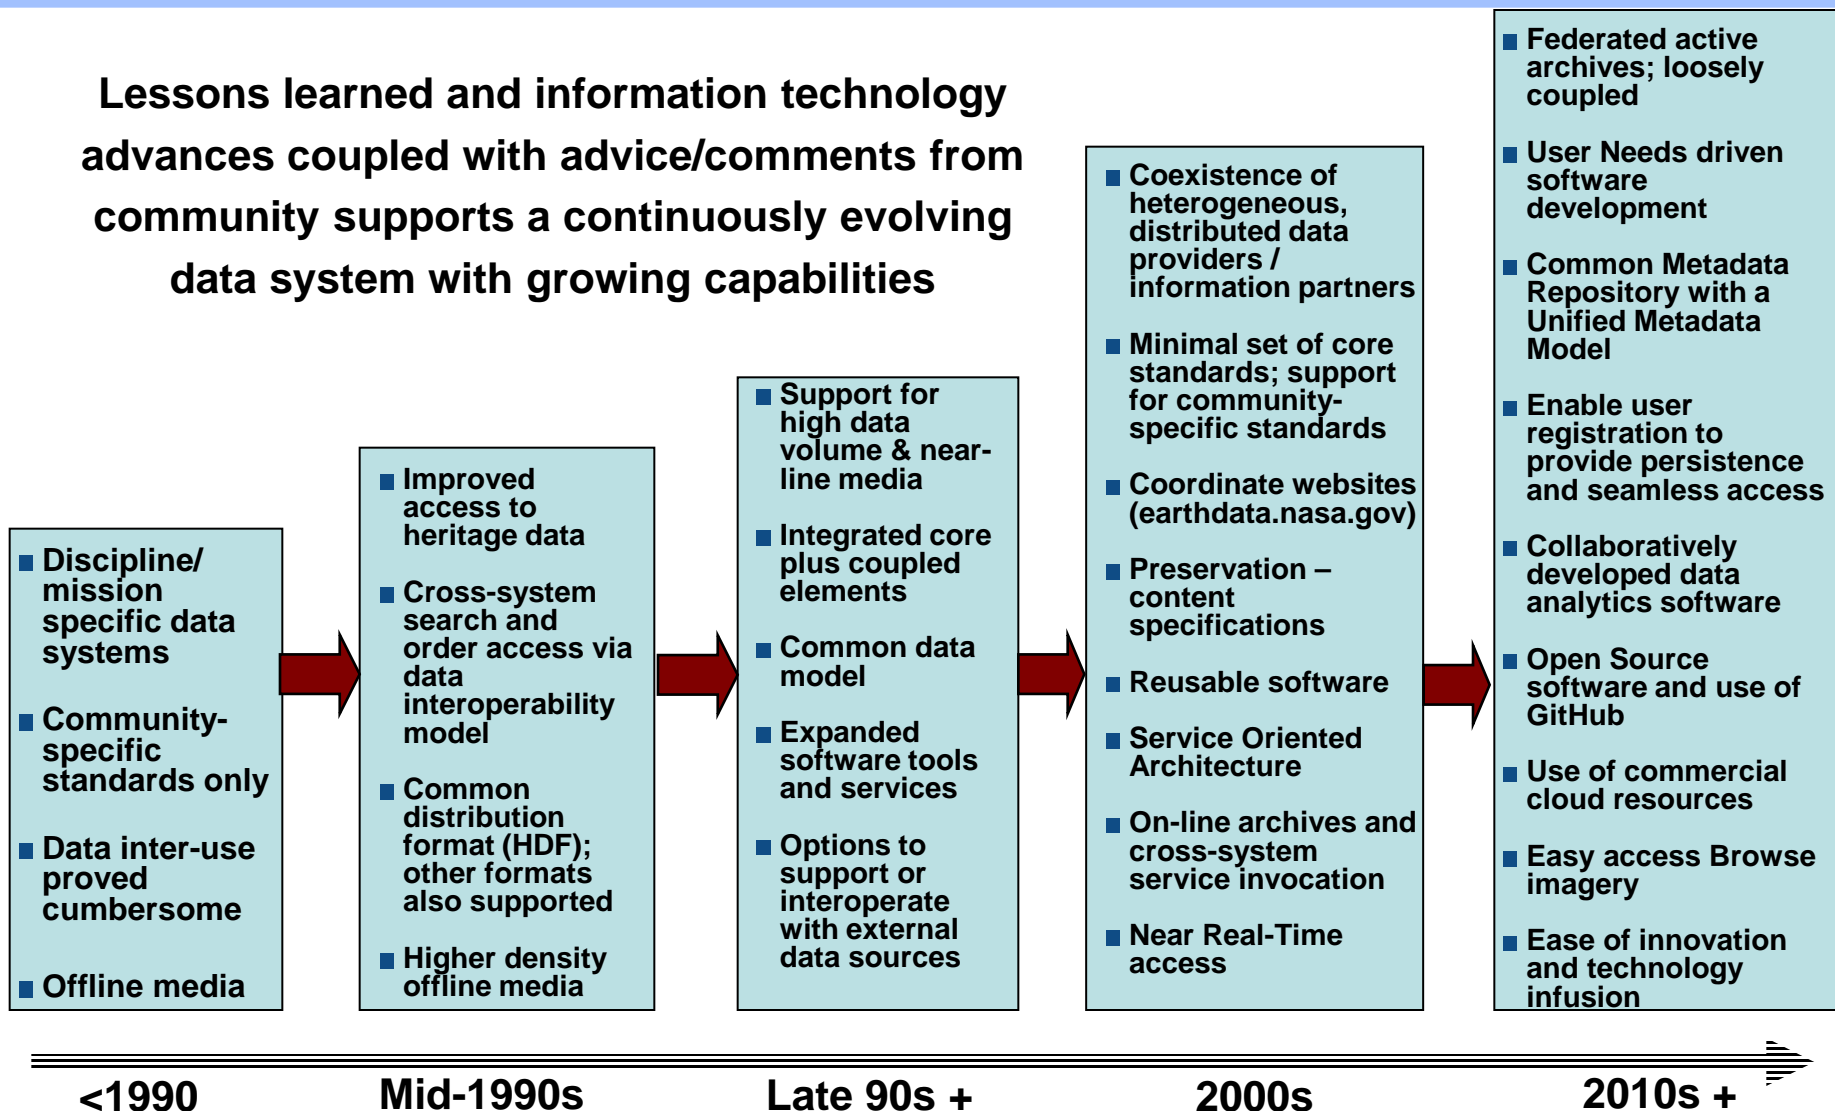 Lessons learned and information technology
advances coupled with advice/comments from
community supports a continuously evolving
data system with growing capabilities
Discipline/
mission
specific data
systems
Community-
specific
standards only
Data inter-use
proved
cumbersome
Offline media
Improved
access to
heritage data
Cross-system
search and
order access via
data
interoperability
model
Common
distribution
format (HDF);
other formats
also supported
Higher density
offline media
Support for
high data
volume & near-
line media
Integrated core
plus coupled
elements
Common data
model
Expanded
software tools
and services
Options to
support or
interoperate
with external
data sources
Coexistence of
heterogeneous,
distributed data
providers /
information partners
Minimal set of core
standards; support
for community-
specific standards
Coordinate websites
(earthdata.nasa.gov)
Preservation –
content
specifications
Reusable software
Service Oriented
Architecture
On-line archives and
cross-system
service invocation
Near Real-Time
access
Federated active
archives; loosely
coupled
User Needs driven
software
development
Common Metadata
Repository with a
Unified Metadata
Model
Enable user
registration to
provide persistence
and seamless access
Collaboratively
developed data
analytics software
Open Source
software and use of
GitHub
Use of commercial
cloud resources
Easy access Browse
imagery
Ease of innovation
and technology
infusion
<1990
Mid-1990s
Late 90s +
2000s
2010s +